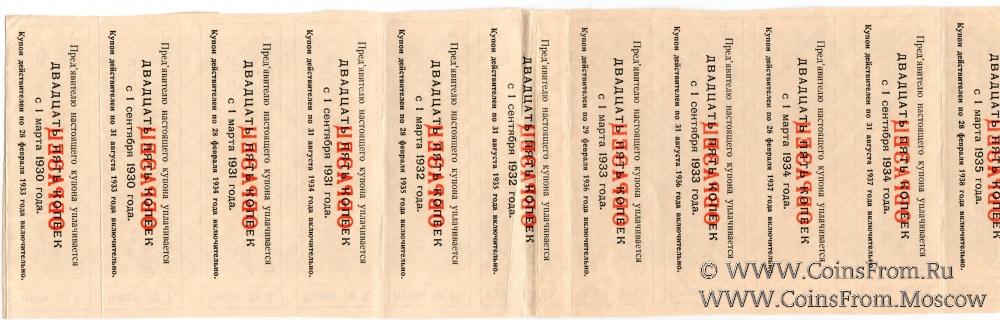 Пред'явителю настоящего купона уплачивается
ДВАДЦАТЬ ПЯТЬ КОПЕЕК
с 1 марта 1930 года.
Купон действителен по 28 февраля 1933 года включительно.
Пред'явителю настоящего купона уплачивается
ДВАДЦАТЬ ПЯТЬ КОПЕЕК
с 1 сентября 1930 года.
Купон действителен по 31 августа 1933 года включительно.
Пред'явителю настоящего купона уплачивается
ДВАДЦАТЬ ПЯТЬ КОПЕЕК
с 1 марта 1931 года.
Купон действителен по 28 февраля 1934 года включительно.
Пред'явителю настоящего купона уплачивается
ДВАДЦАТЬ ПЯТЬ КОПЕЕК
с 1 сентября 1931 года.
Купон действителен по 31 августа 1934 года включительно.
Пред'явителю настоящего купона уплачивается
ДВАДЦАТЬ ПЯТЬ КОПЕЕК
с 1 марта 1932 года.
Купон действителен по 28 февраля 1935 года включительно.
Пред'явителю настоящего купона уплачивается
ДВАДЦАТЬ ПЯТЬ КОПЕЕК
с 1 сентября 1932 года.
Купон действителен по 31 августа 1935 года включительно.
Пред'явителю настоящего купона уплачивается
ДВАДЦАТЬ ПЯТЬ КОПЕЕК
с 1 марта 1933 года.
Купон действителен по 29 февраля 1936 года включительно.
Пред'явителю настоящего купона уплачивается
ДВАДЦАТЬ ПЯТЬ КОПЕЕК
с 1 сентября 1933 года.
Купон действителен по 31 августа 1936 года включительно.
Пред'явителю настоящего купона уплачивается
ДВАДЦАТЬ ПЯТЬ КОПЕЕК
с 1 марта 1934 года.
Купон действителен по 28 февраля 1937 года включительно.
Пред'явителю настоящего купона уплачивается
ДВАДЦАТЬ ПЯТЬ КОПЕЕК
с 1 сентября 1934 года.
Купон действителен по 31 августа 1937 года включительно.
ДВАДЦАТЬ ПЯТЬ КОПЕЕК
с 1 марта 1935 года.
Купон действителен по 28 февраля 1938 года включительно.
© www.CoinsFrom.Ru
www.CoinsFrom.Moscow